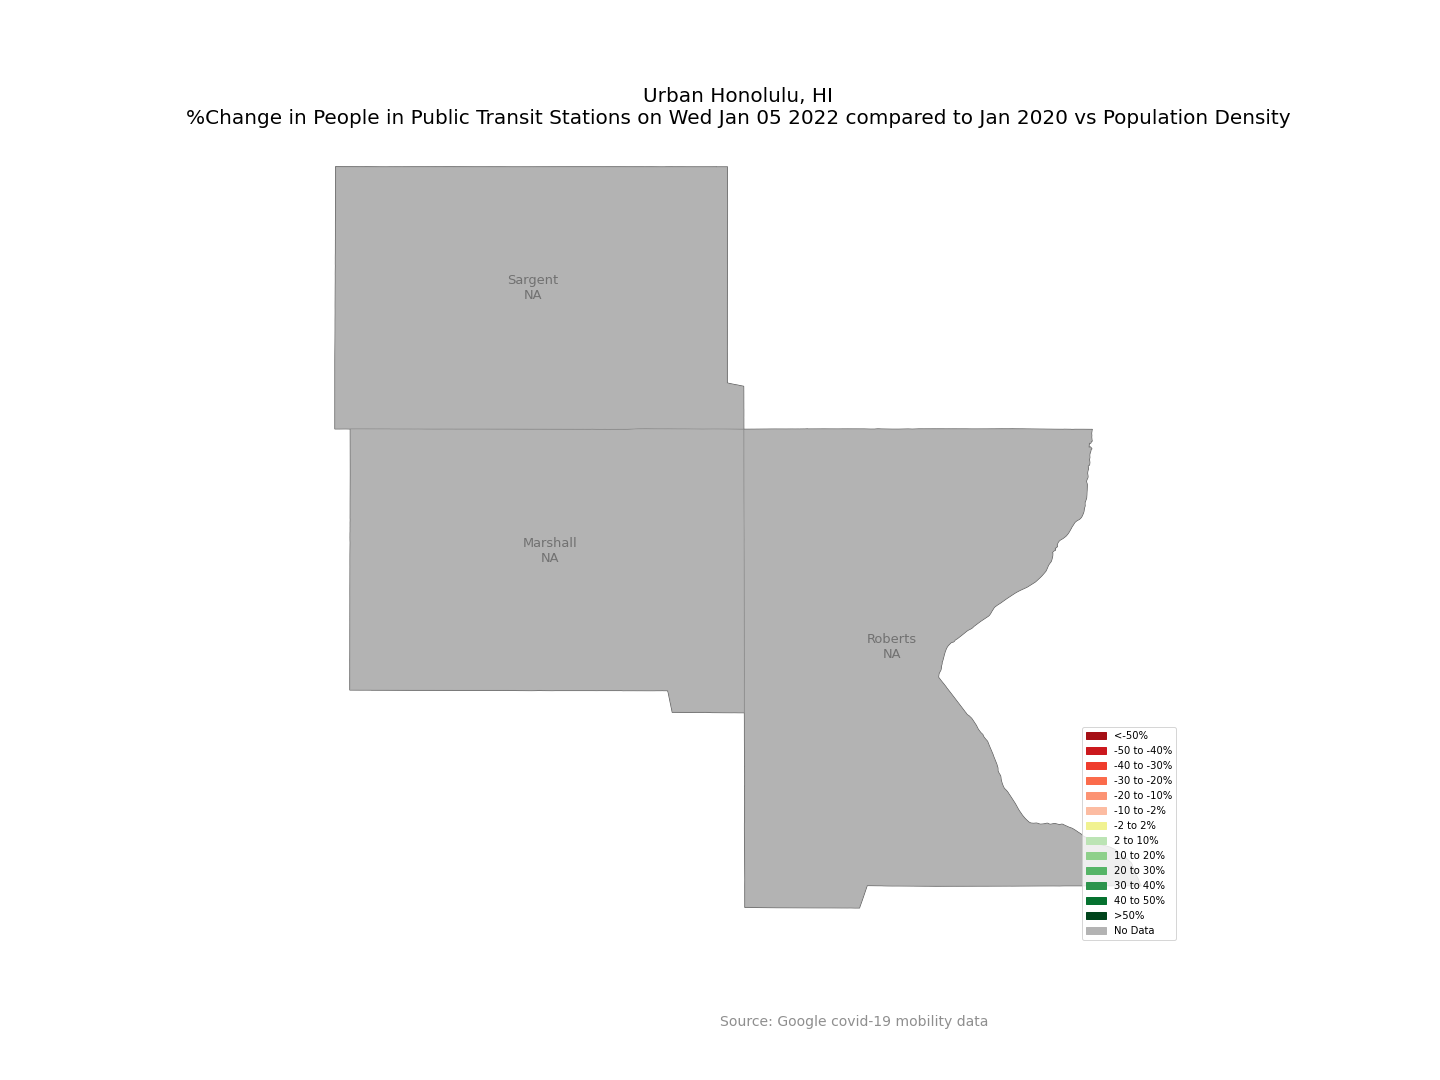 Urban Honolulu, HI
%Change in People in Public Transit Stations on Wed Jan 05 2022 compared to Jan 2020 vs Population Density
Sargent
NA
Marshall
NA
Roberts
NA
<-50%
-50 to -40%
-40 to -30%
-30 to -20%
-20 to -10%
-10 to -2%
-2 to 2%
2 to 10%
10 to 20%
20 to 30%
30 to 40%
40 to 50%
>50%
No Data
Source: Google covid-19 mobility data